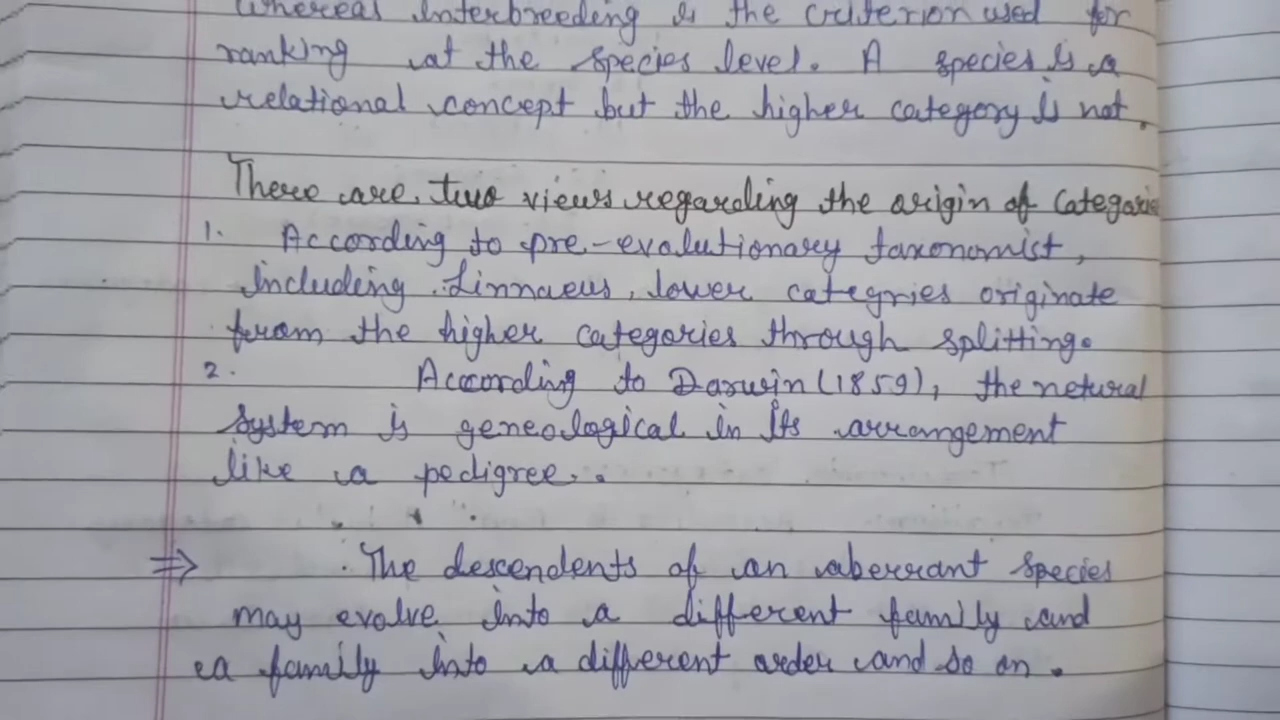 Whereas interbreeding is the criterion used for
ranking at the species level. A species is a
relational concept but the higher category is not.
There are two views regarding the origin of categorie
1. According to pre-evolutionary taxonomist,
including Linnaeus, lower categries originate
from the higher categories through splitting.
2. According to Darwin (1859), the netural
system is geneological in its arrangement
like a pedigree.
⇒ The descendents of an aberrant species
may evolve into a different family and
a family into a different order and so on.